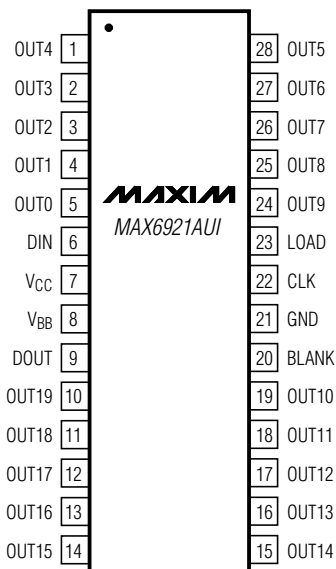 OUT4 1
OUT3 2
OUT2 3
OUT1 4
OUT0 5
DIN 6
VCC 7
VBB 8
DOUT 9
OUT19 10
OUT18 11
OUT17 12
OUT16 13
OUT15 14
MAXIM
MAX6921AUI
28 OUT5
27 OUT6
26 OUT7
25 OUT8
24 OUT9
23 LOAD
22 CLK
21 GND
20 BLANK
19 OUT10
18 OUT11
17 OUT12
16 OUT13
15 OUT14